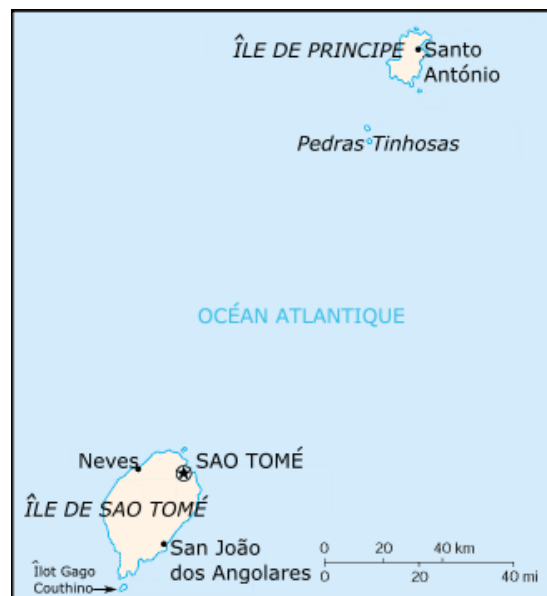 ÎLE DE PRINCIPE
Santo
António
Pedras Tinhosas
OCÉAN ATLANTIQUE
Neves
SAO TOMÉ
ÎLE DE SAO TOMÉ
San João
dos Angolares
Îlot Gago
Couthino
0 20 40 km
0 20 40 mi